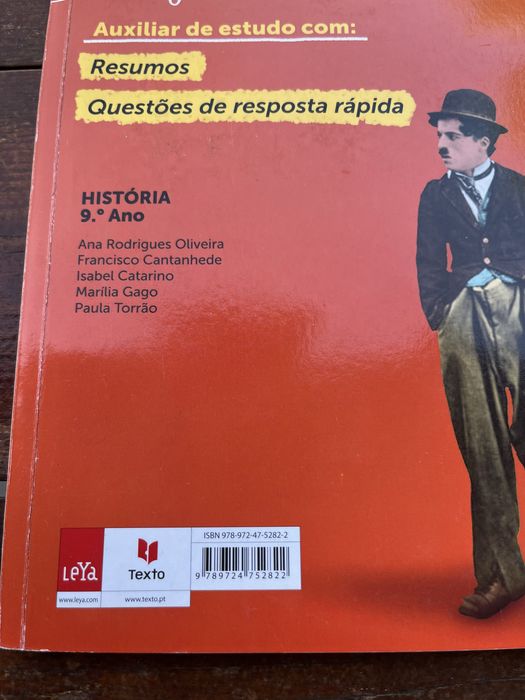 Auxiliar de estudo com:
Resumos
Questões de resposta rápida
HISTÓRIA
9.º Ano
Ana Rodrigues Oliveira
Francisco Cantanhede
Isabel Catarino
Marília Gago
Paula Torrão
ISBN 978-972-47-5282-2
9 789724 752822
LeYa
Texto
www.leya.com
www.texto.pt